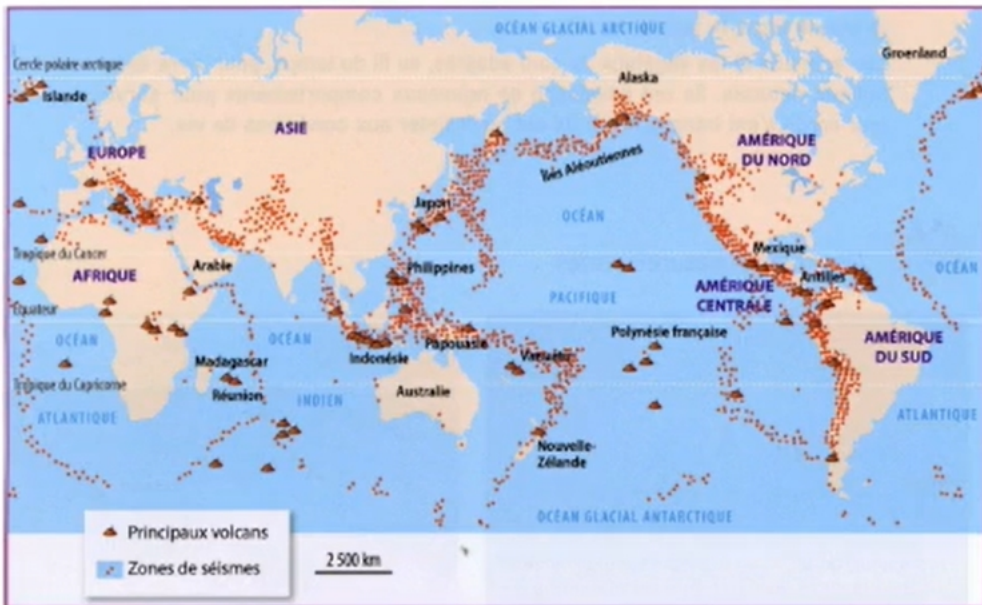 OCÉAN GLACIAL ARCTIQUE
Groenland
Cercle polaire arctique
Islande
Alaska
ASIE
EUROPE
AMÉRIQUE
DU NORD
Îles Aléoutiennes
Japon
OCÉAN
Tropique du Cancer
Mexique
Arabie
Philippines
AFRIQUE
Antilles
OCÉAN
PACIFIQUE
AMÉRIQUE
CENTRALE
Équateur
OCÉAN
OCÉAN
Papouasie
Polynésie française
AMÉRIQUE
DU SUD
Indonésie
Vanuatu
Madagascar
Tropique du Capricorne
Réunion
INDIEN
Australie
ATLANTIQUE
ATLANTIQUE
Nouvelle-
Zélande
OCÉAN GLACIAL ANTARCTIQUE
Principaux volcans
Zones de séismes
2 500 km